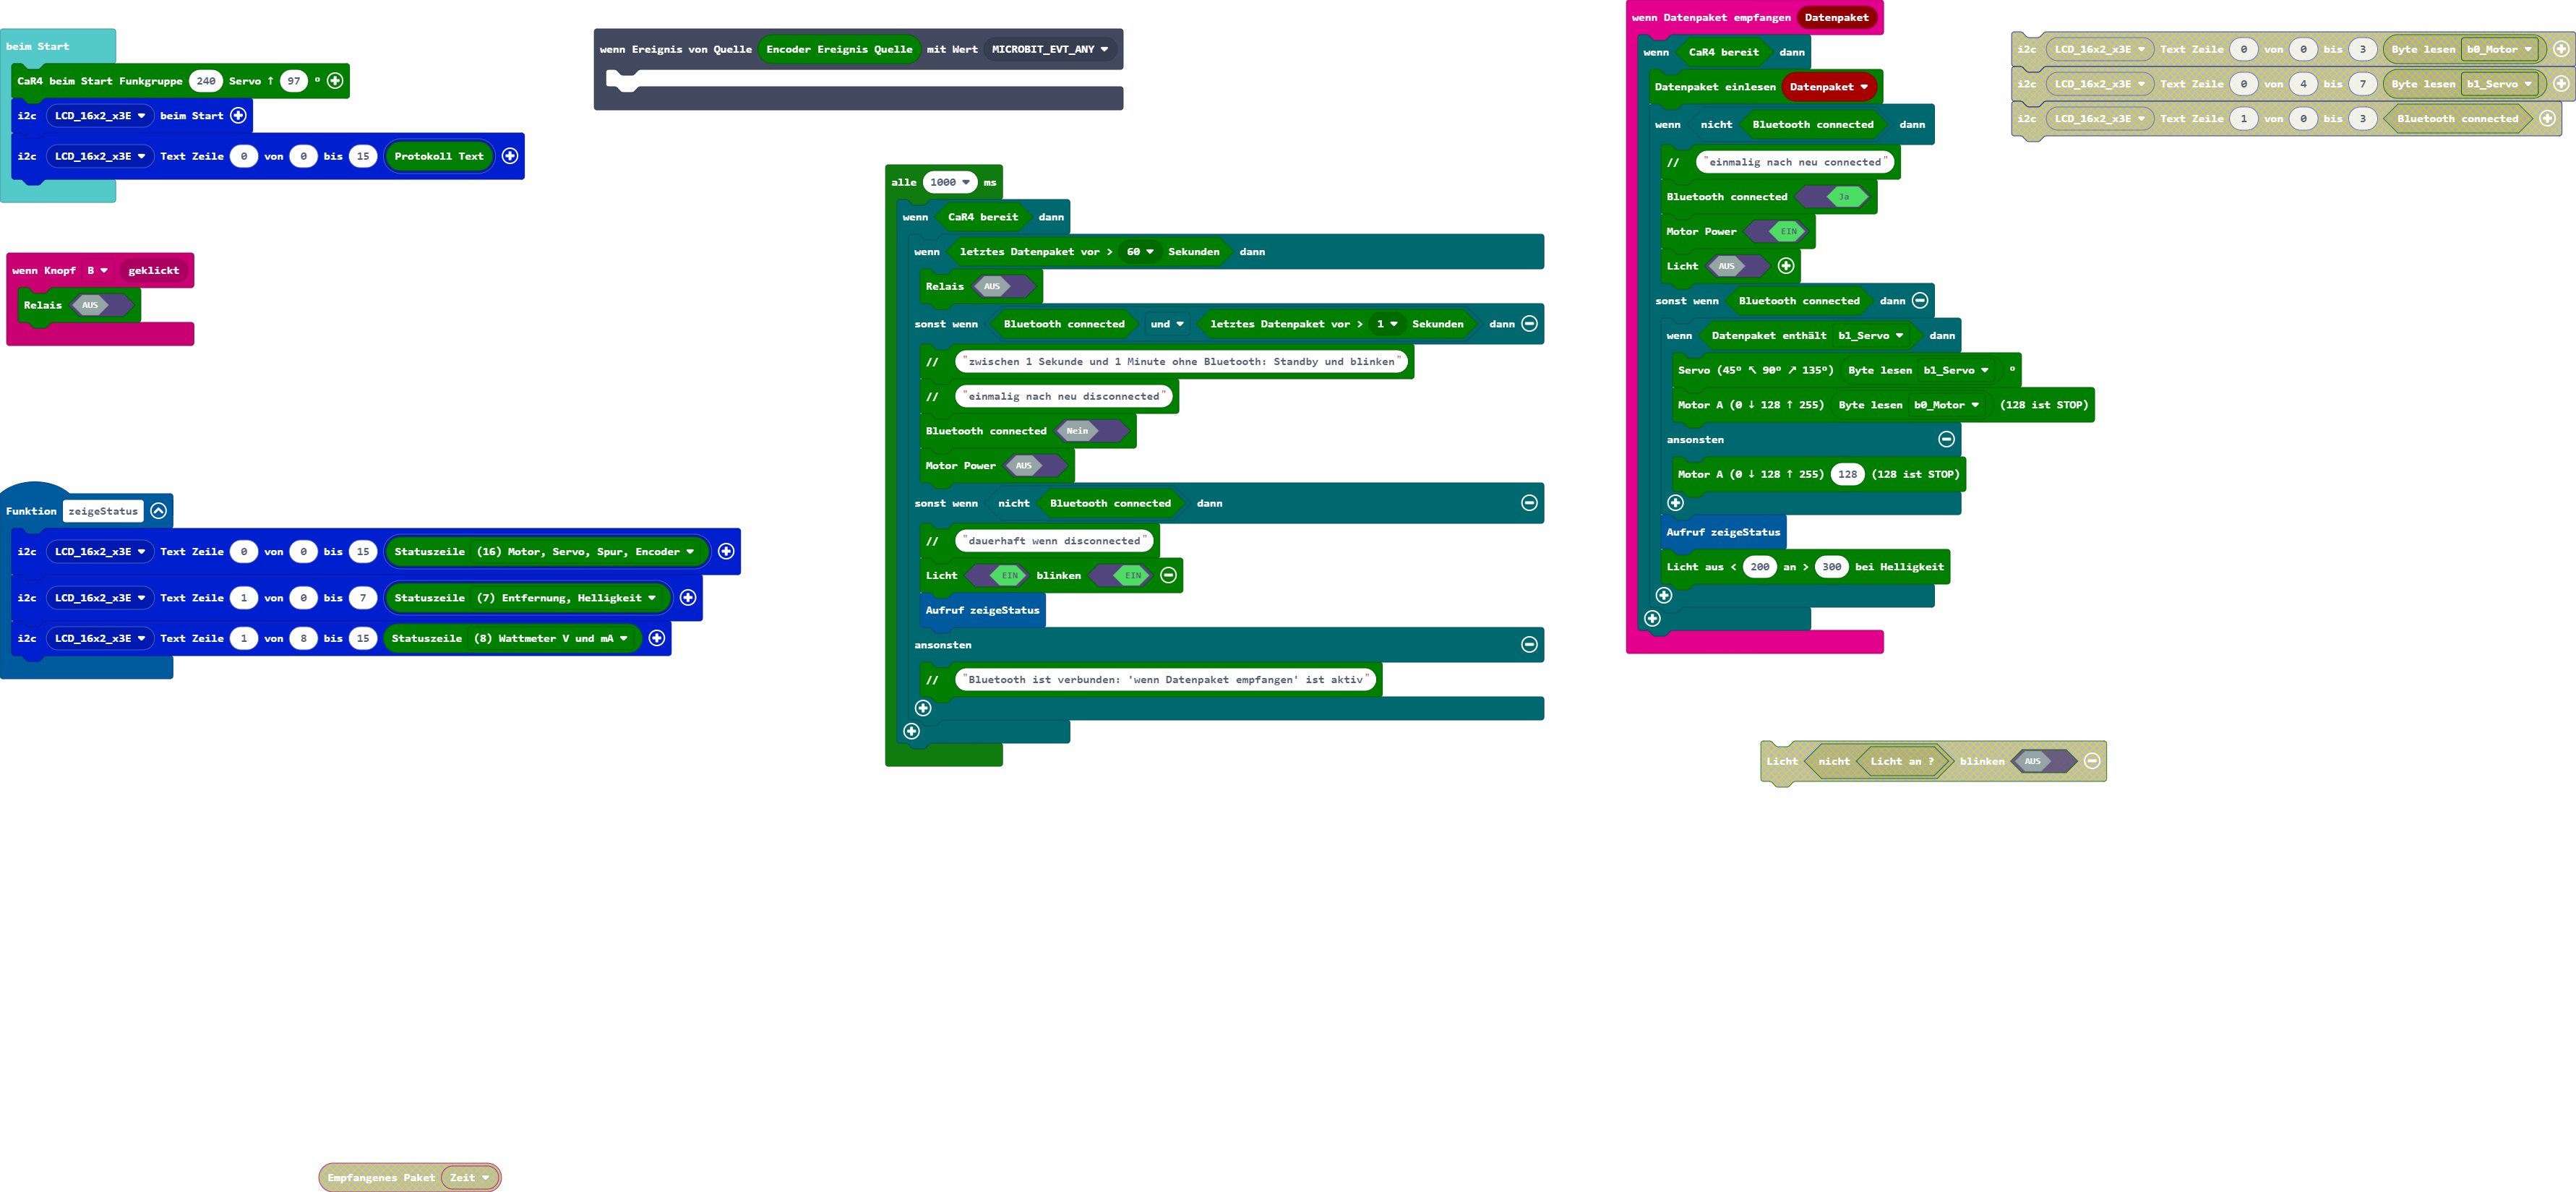 beim Start
CaR4 beim Start Funkgruppe 240 Servo ↑ 97 °
i2c LCD_16x2_x3E beim Start
i2c LCD_16x2_x3E Text Zeile 0 von 0 bis 15 Protokoll Text
wenn Knopf B geklickt
Relais AUS
Funktion zeigeStatus
i2c LCD_16x2_x3E Text Zeile 0 von 0 bis 15 Statuszeile (16) Motor, Servo, Spur, Encoder
i2c LCD_16x2_x3E Text Zeile 1 von 0 bis 7 Statuszeile (7) Entfernung, Helligkeit
i2c LCD_16x2_x3E Text Zeile 1 von 8 bis 15 Statuszeile (8) Wattmeter V und mA
wenn Ereignis von Quelle Encoder Ereignis Quelle mit Wert MICROBIT_EVT_ANY
alle 1000 ms
wenn CaR4 bereit dann
wenn letztes Datenpaket vor > 60 Sekunden dann
Relais AUS
sonst wenn Bluetooth connected und letztes Datenpaket vor > 1 Sekunden dann
// "zwischen 1 Sekunde und 1 Minute ohne Bluetooth: Standby und blinken"
// "einmalig nach neu disconnected"
Bluetooth connected Nein
Motor Power AUS
sonst wenn nicht Bluetooth connected dann
// "dauerhaft wenn disconnected"
Licht EIN blinken EIN
Aufruf zeigeStatus
ansonsten
// "Bluetooth ist verbunden: 'wenn Datenpaket empfangen' ist aktiv"
wenn Datenpaket empfangen Datenpaket
wenn CaR4 bereit dann
Datenpaket einlesen Datenpaket
wenn nicht Bluetooth connected dann
// "einmalig nach neu connected"
Bluetooth connected Ja
Motor Power EIN
Licht AUS
sonst wenn Bluetooth connected dann
wenn Datenpaket enthält b1_Servo dann
Servo (45° ↖ 90° ↗ 135°) Byte lesen b1_Servo °
Motor A (0 ↓ 128 ↑ 255) Byte lesen b0_Motor (128 ist STOP)
ansonsten
Motor A (0 ↓ 128 ↑ 255) 128 (128 ist STOP)
Aufruf zeigeStatus
Licht aus < 200 an > 300 bei Helligkeit
i2c LCD_16x2_x3E Text Zeile 0 von 0 bis 3 Byte lesen b0_Motor
i2c LCD_16x2_x3E Text Zeile 0 von 4 bis 7 Byte lesen b1_Servo
i2c LCD_16x2_x3E Text Zeile 1 von 0 bis 3 Bluetooth connected
Licht nicht Licht an ? blinken AUS
Empfangenes Paket Zeit